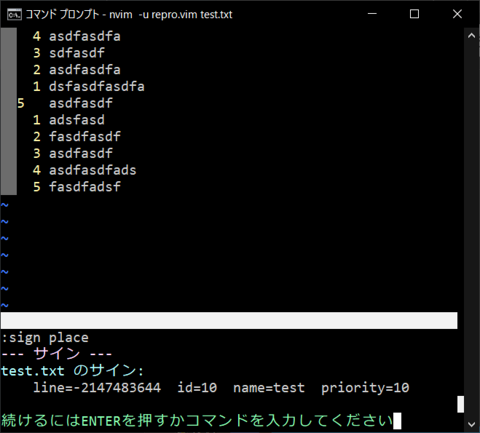 コマンド プロンプト - nvim -u repro.vim test.txt
4 asdfasdfa
3 sdfasdf
2 asdfasdfa
1 dsfasdfasdfa
5 asdfasdf
1 adsfasd
2 fasdfasdf
3 asdfasdf
4 asdfasdfads
5 fasdfadsf
~
~
~
~
~
~
~
:sign place
--- サイン ---
test.txt のサイン:
line=-2147483644 id=10 name=test priority=10
続けるにはENTERを押すかコマンドを入力してください